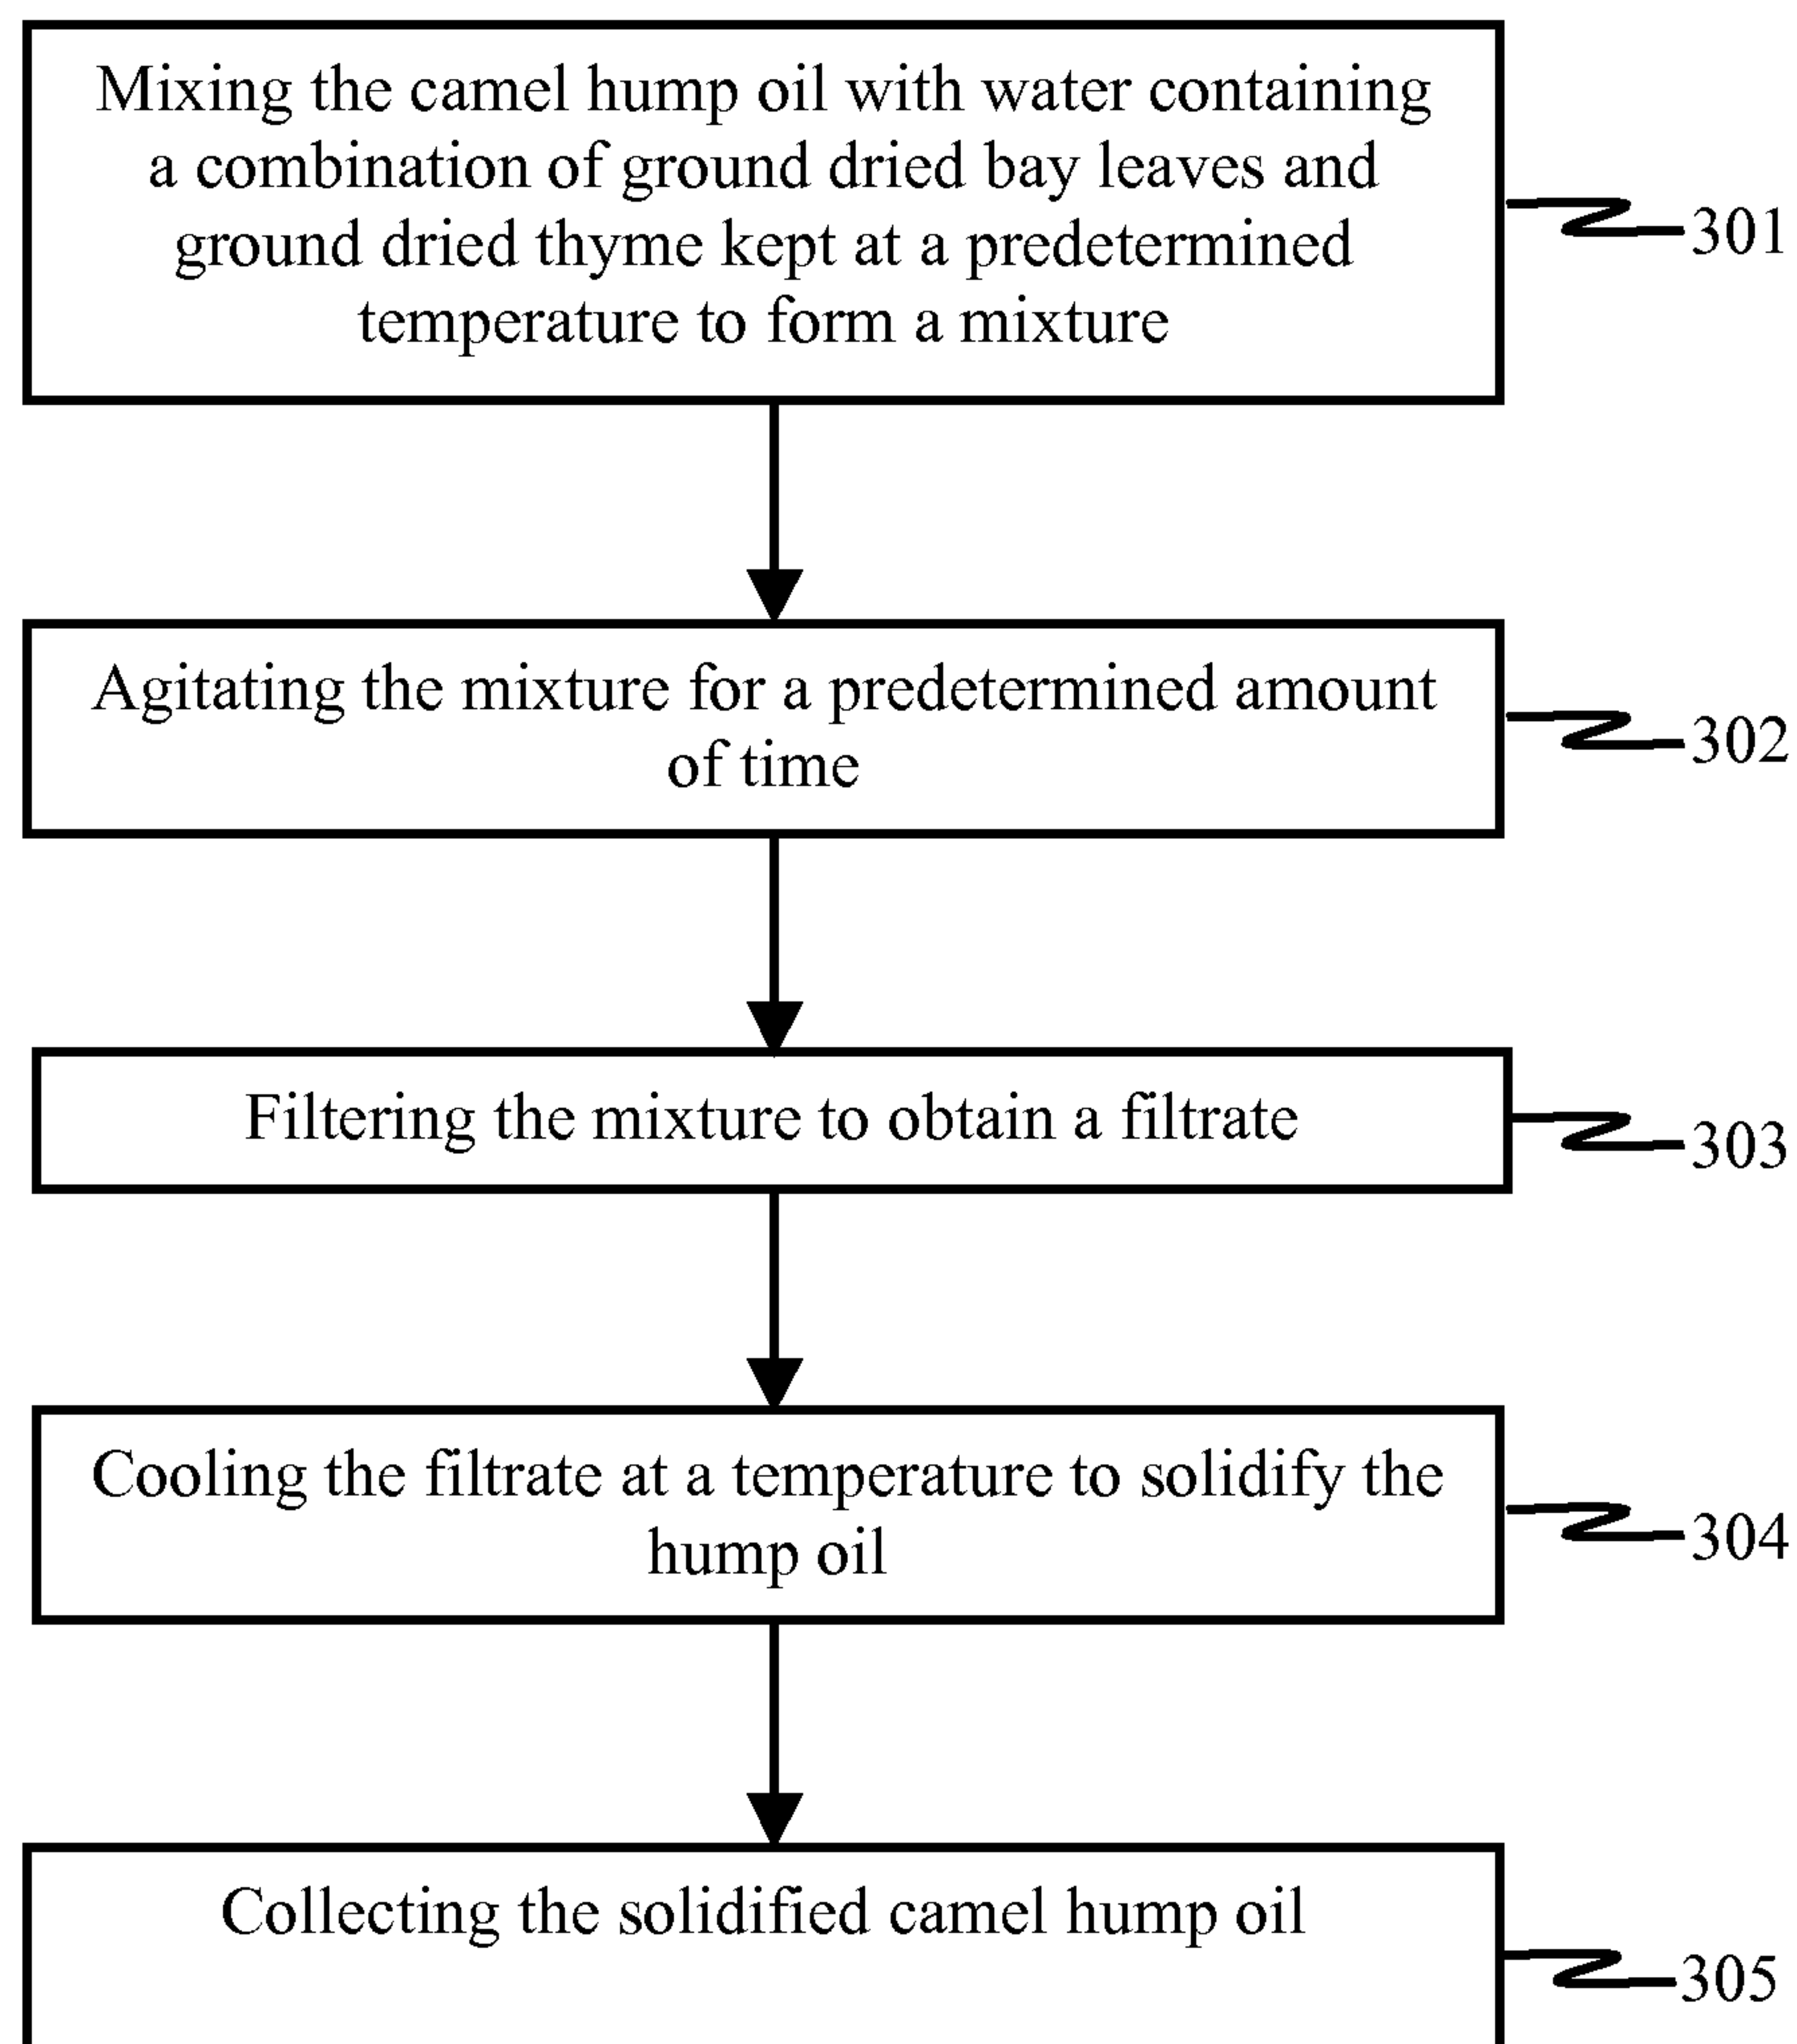 Mixing the camel hump oil with water containing
a combination of ground dried bay leaves and
ground dried thyme kept at a predetermined
temperature to form a mixture
301
Agitating the mixture for a predetermined amount
of time
302
Filtering the mixture to obtain a filtrate
303
Cooling the filtrate at a temperature to solidify the
hump oil
304
Collecting the solidified camel hump oil
305